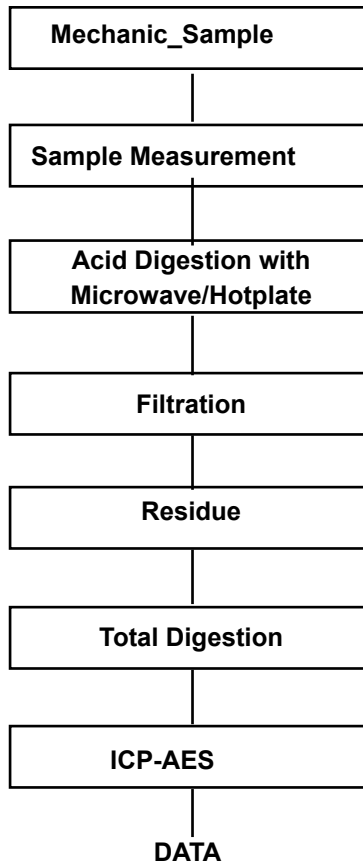 Mechanic_Sample
Sample Measurement
Acid Digestion with
Microwave/Hotplate
Filtration
Residue
Total Digestion
ICP-AES
DATA